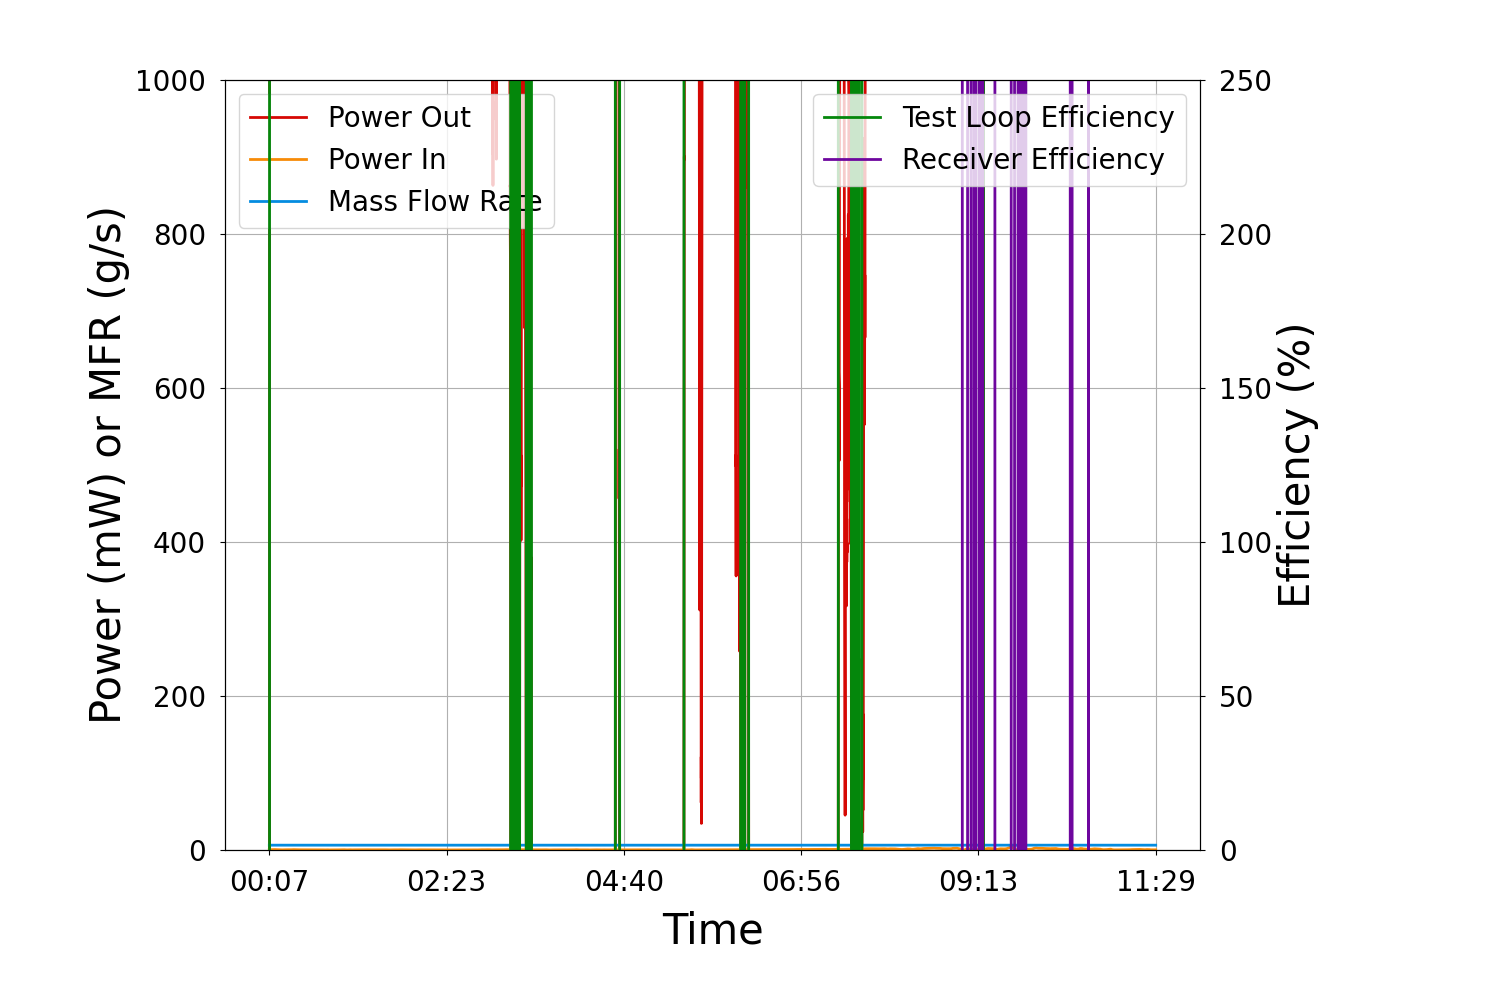 1000
800
600
400
200
0
Power (mW) or MFR (g/s)
Power Out
Power In
Mass Flow Rate
Test Loop Efficiency
Receiver Efficiency
250
200
150
100
50
0
Efficiency (%)
00:07 02:23 04:40 06:56 09:13 11:29
Time